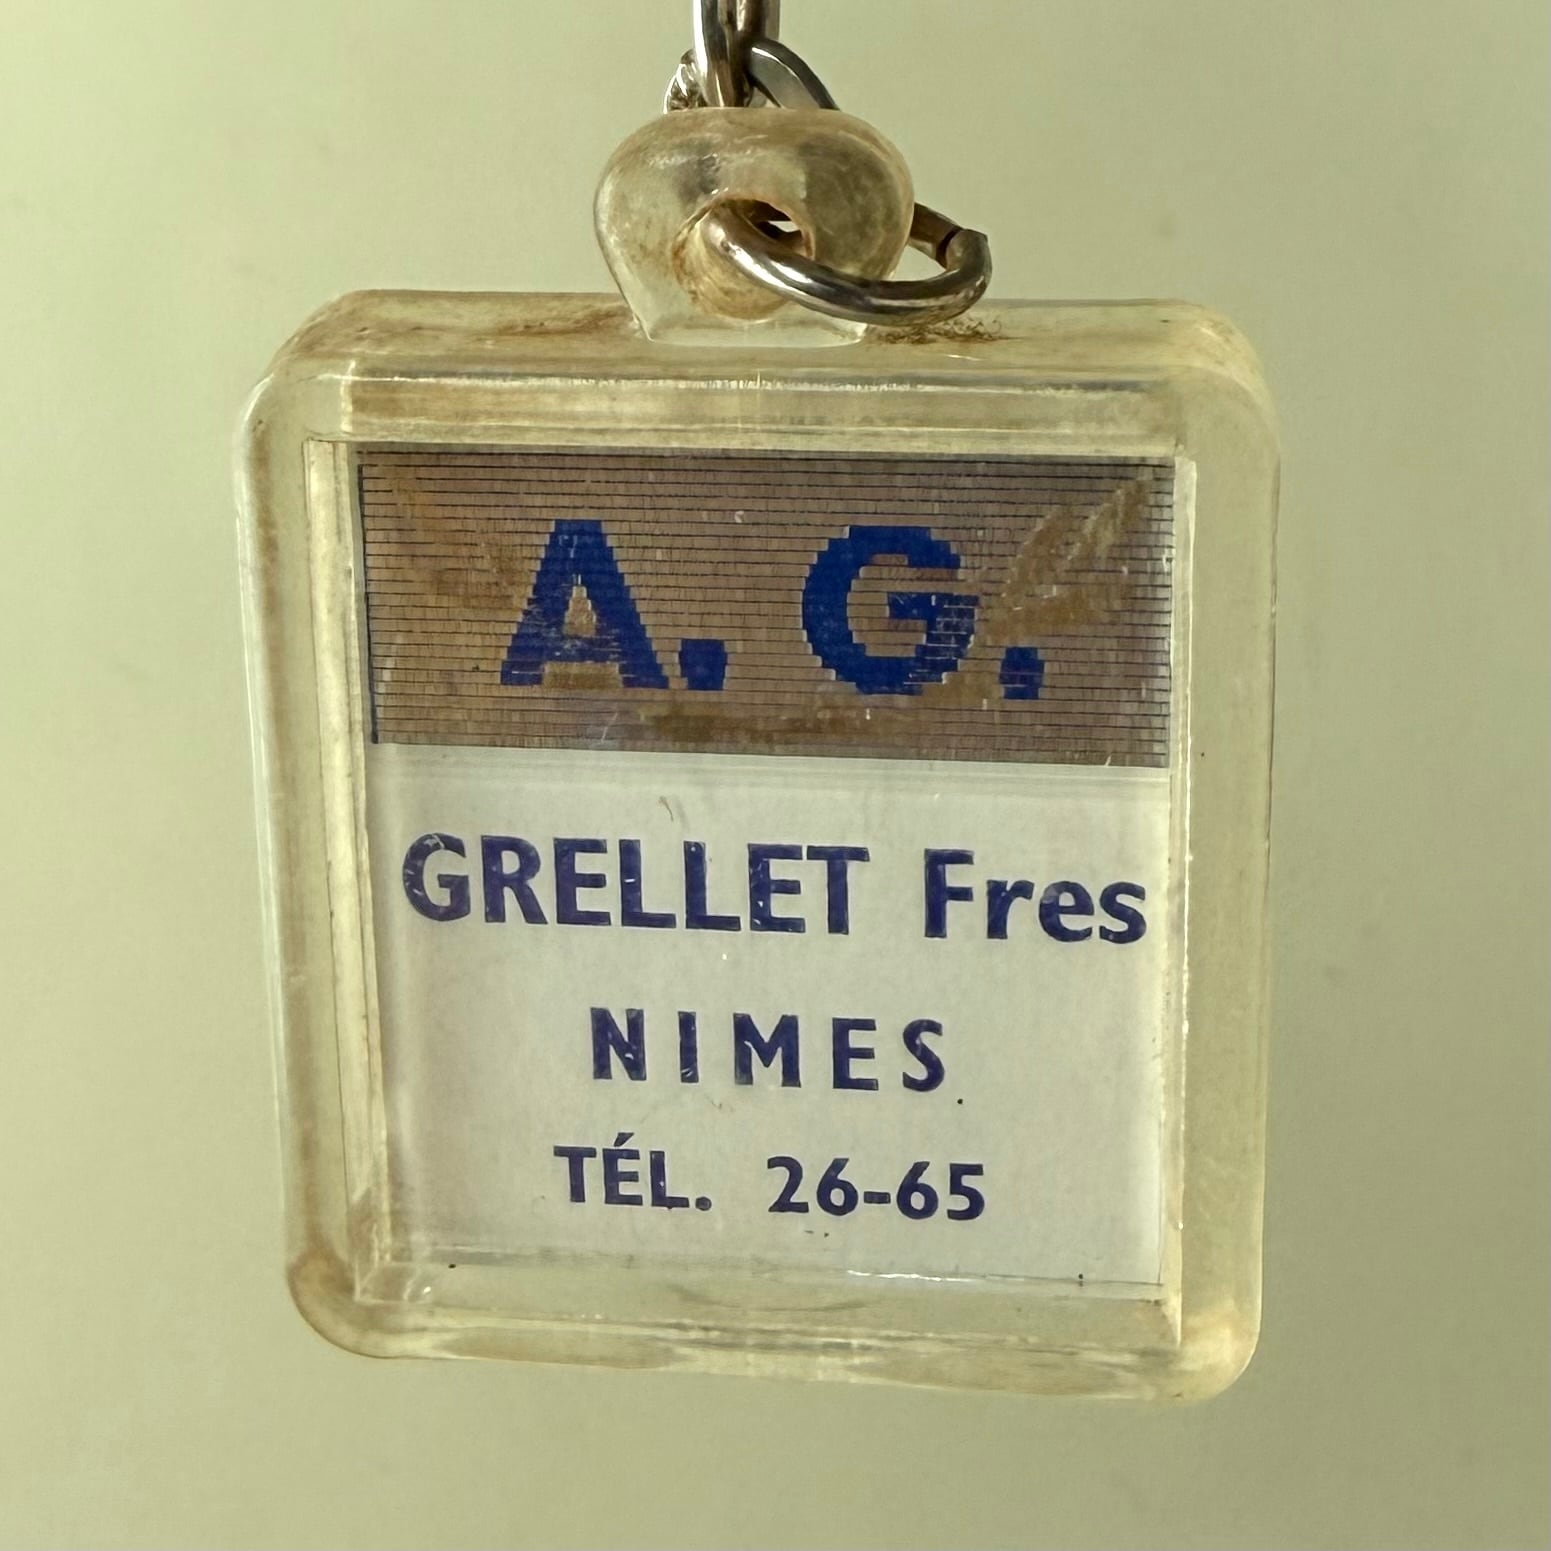 A. G.
GRELLET Fres
NIMES
TÉL. 26-65